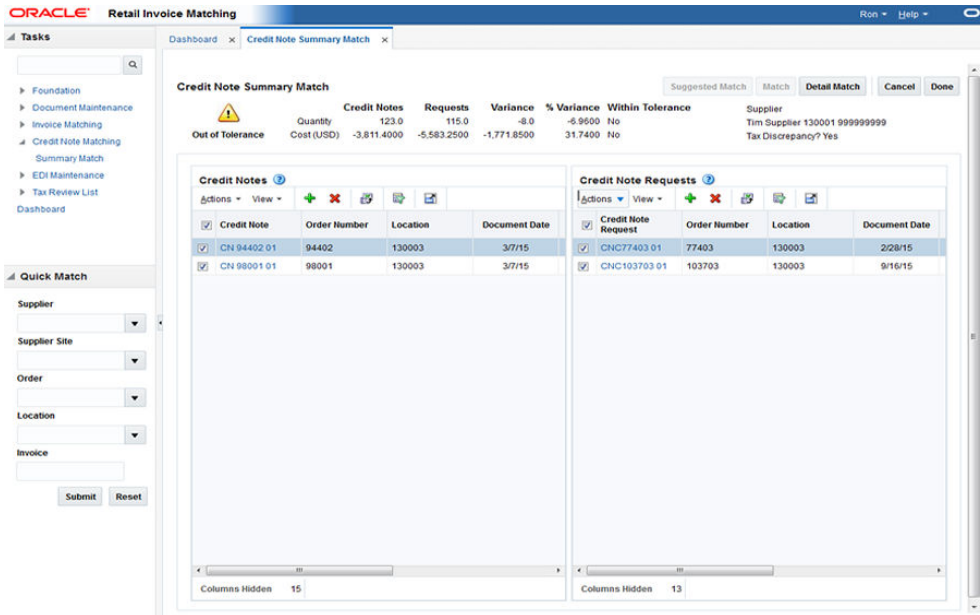 ORACLE' Retail Invoice Matching Ron Help
Tasks
Foundation
Document Maintenance
Invoice Matching
Credit Note Matching
Summary Match
EDI Maintenance
Tax Review List
Dashboard
Quick Match
Supplier
Supplier Site
Order
Location
Invoice
Submit Reset
Dashboard x Credit Note Summary Match x
Credit Note Summary Match Suggested Match Match Detail Match Cancel Done
Credit Notes Requests Variance % Variance Within Tolerance Supplier
Quantity 123.0 115.0 -8.0 -6.9600 No Tim Supplier 130001 999999999
Out of Tolerance Cost (USD) -3,811.4000 -5,583.2500 -1,771.8500 31.7400 No Tax Discrepancy? Yes
Credit Notes ?
Actions View
Credit Note Order Number Location Document Date
CN 94402 01 94402 130003 3/7/15
CN 98001 01 98001 130003 3/7/15
Columns Hidden 15
Credit Note Requests ?
Actions View
Credit Note Request Order Number Location Document Date
CNC77403 01 77403 130003 2/28/15
CNC103703 01 103703 130003 9/16/15
Columns Hidden 13